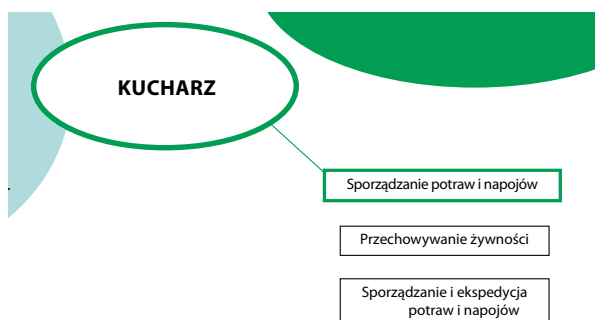 KUCHARZ
Sporządzanie potraw i napojów
Przechowywanie żywności
Sporządzanie i ekspedycja
potraw i napojów